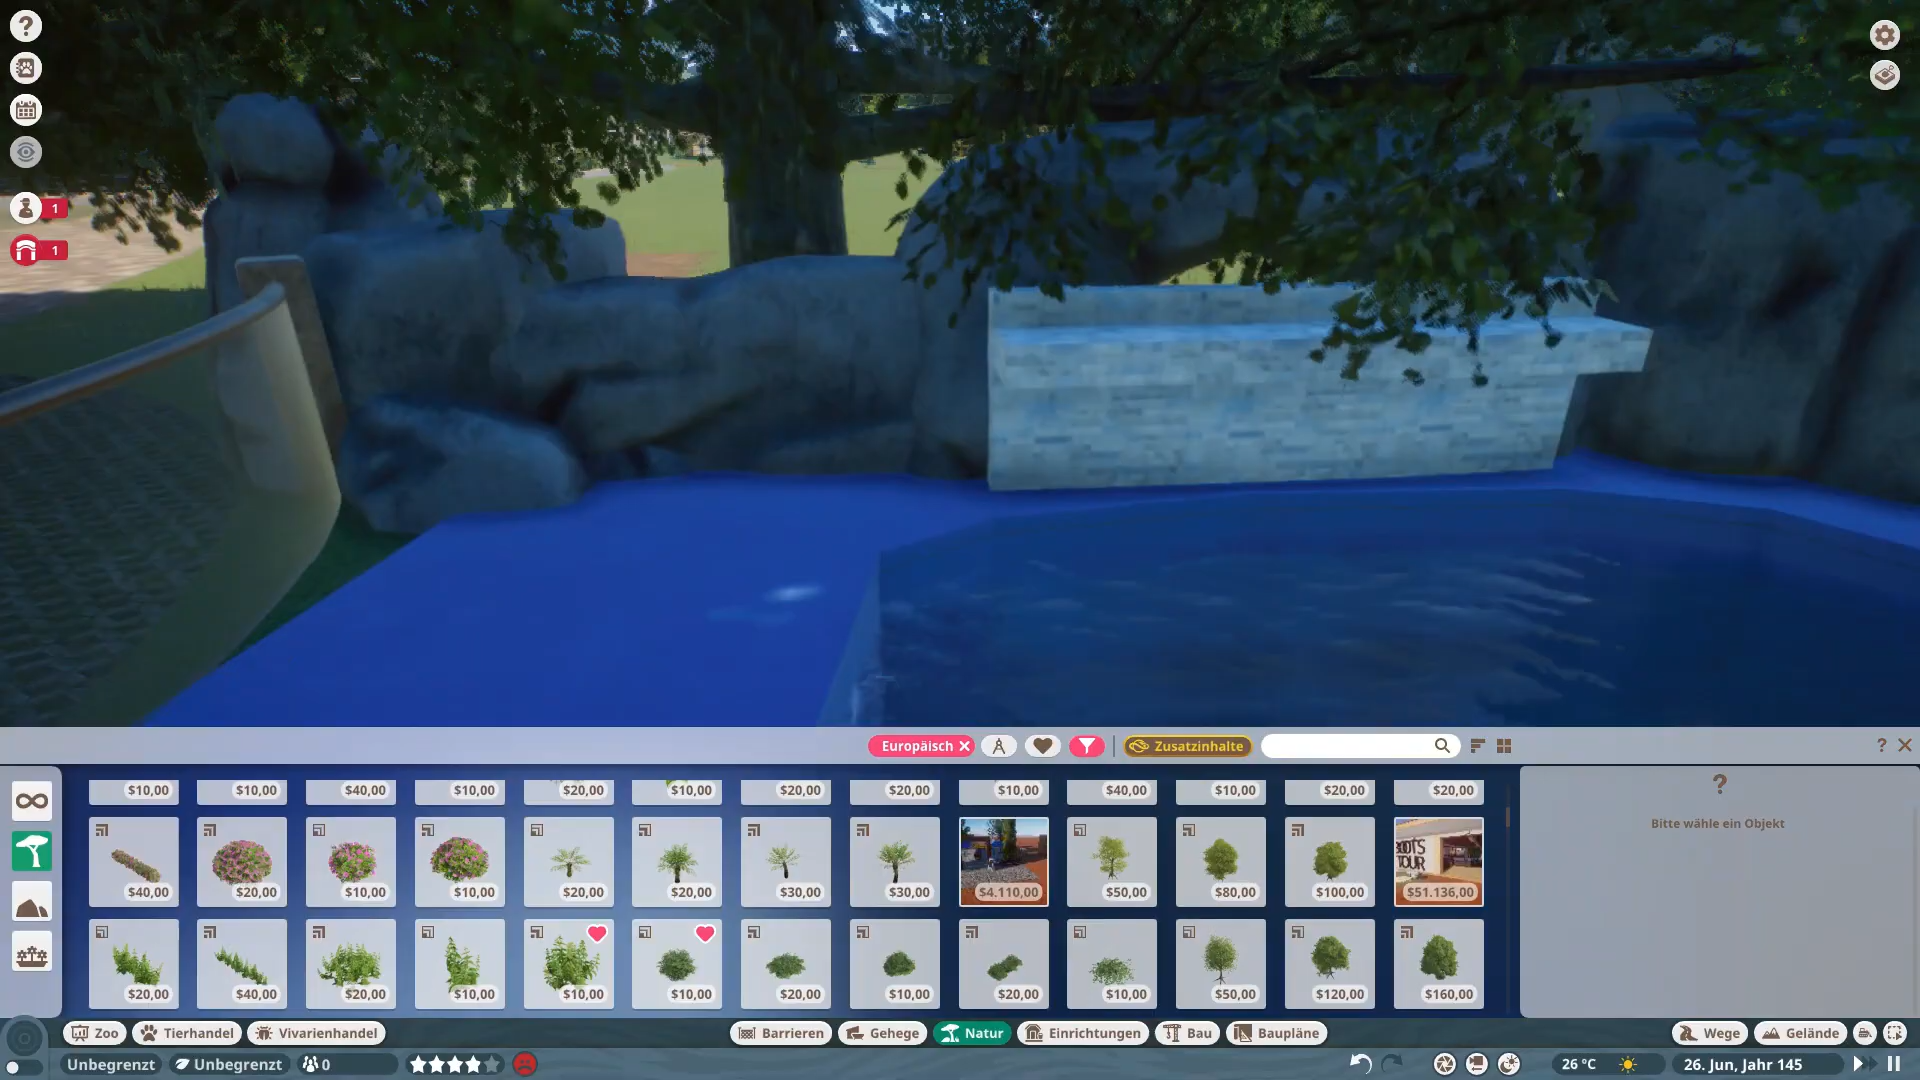 1
1
Europäisch
Zusatzinhalte
?
$10,00 $10,00 $40,00 $10,00 $20,00 $10,00 $20,00 $20,00 $10,00 $40,00 $10,00 $20,00 $20,00
Bitte wähle ein Objekt
TOUR
$40,00 $20,00 $10,00 $10,00 $20,00 $20,00 $30,00 $30,00 $4.110,00 $50,00 $80,00 $100,00 $51.136,00
$20,00 $40,00 $20,00 $10,00 $10,00 $10,00 $20,00 $10,00 $20,00 $10,00 $50,00 $120,00 $160,00
Zoo Tierhandel Vivarienhandel Barrieren Gehege Natur Einrichtungen Bau Baupläne Wege Gelände
Unbegrenzt Unbegrenzt 0 26 °C 26. Jun, Jahr 145